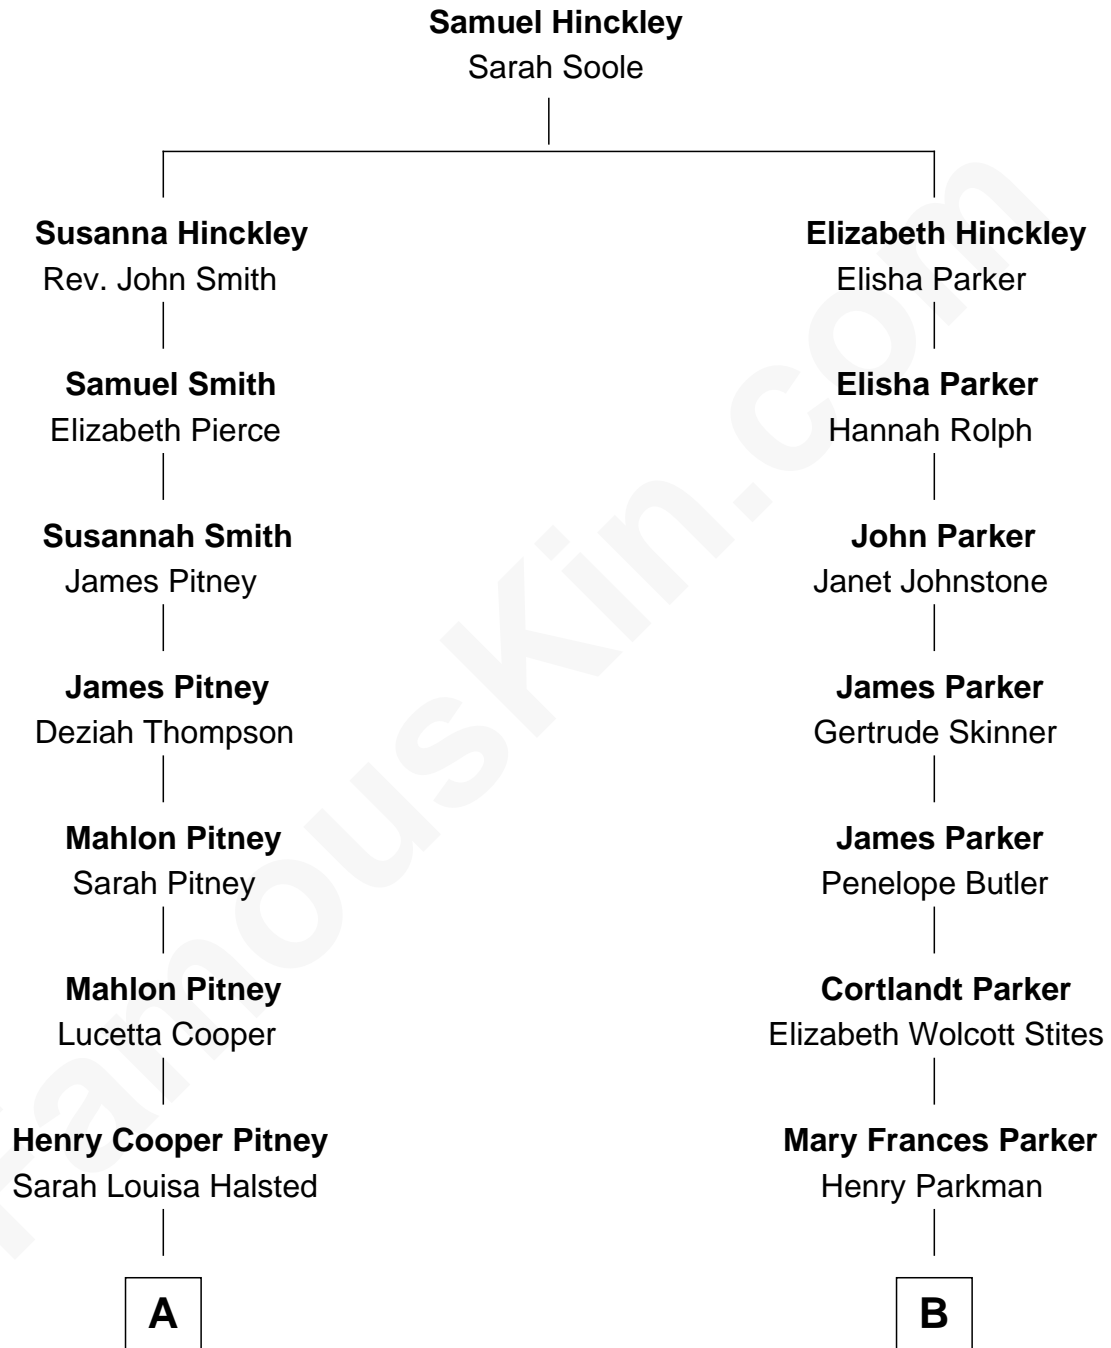 Samuel Hinckley
Sarah Soole
Susanna Hinckley
Rev. John Smith
Elizabeth Hinckley
Elisha Parker
Samuel Smith
Elizabeth Pierce
Elisha Parker
Hannah Rolph
Susannah Smith
James Pitney
John Parker
Janet Johnstone
James Pitney
Deziah Thompson
James Parker
Gertrude Skinner
Mahlon Pitney
Sarah Pitney
James Parker
Penelope Butler
Mahlon Pitney
Lucetta Cooper
Cortlandt Parker
Elizabeth Wolcott Stites
Henry Cooper Pitney
Sarah Louisa Halsted
Mary Frances Parker
Henry Parkman
A
B
FamousKin.com